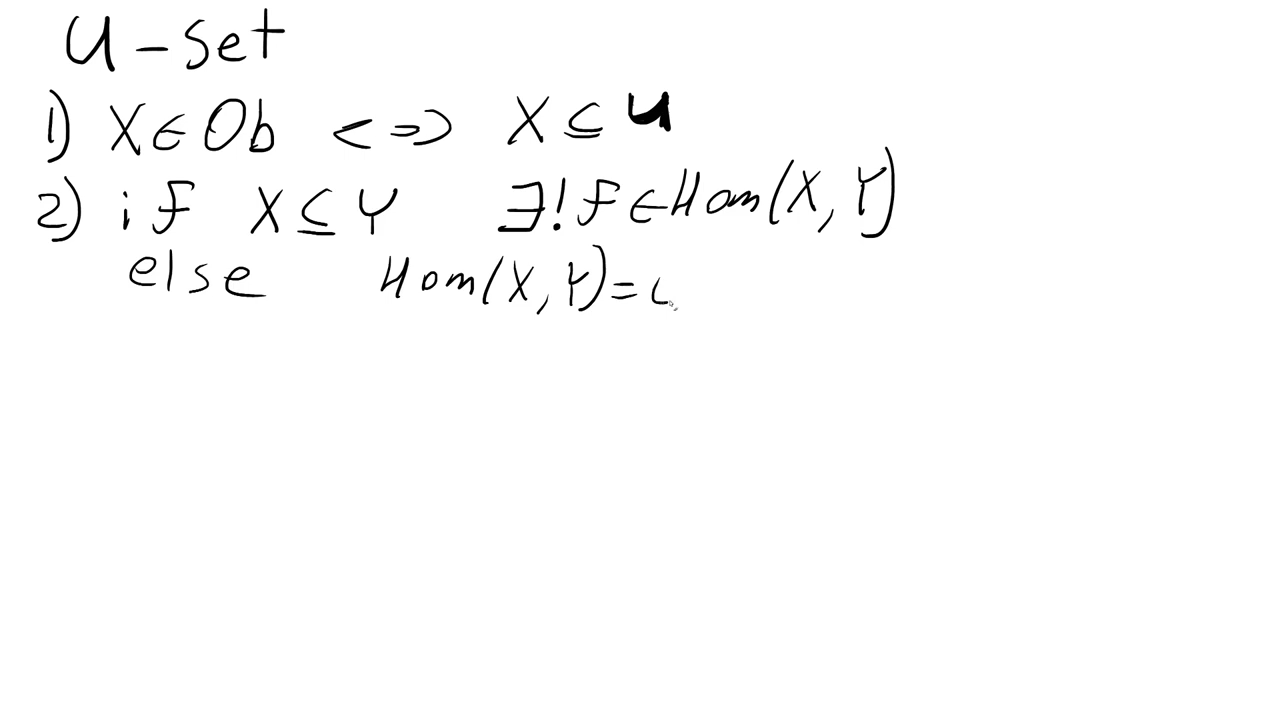 U - set
1) X ∈ Ob <=> X ⊆ U
2) if X ⊆ Y ∃! f ∈ Hom(X, Y)
else Hom(X, Y) =